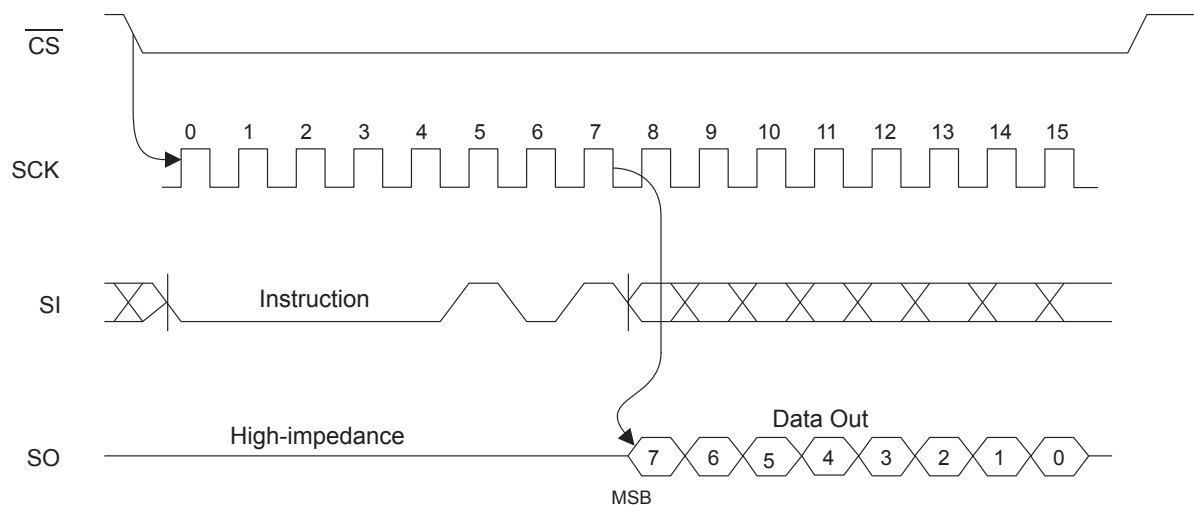 CS
0 1 2 3 4 5 6 7 8 9 10 11 12 13 14 15
SCK
SI Instruction
High-impedance Data Out
SO 7 6 5 4 3 2 1 0
MSB